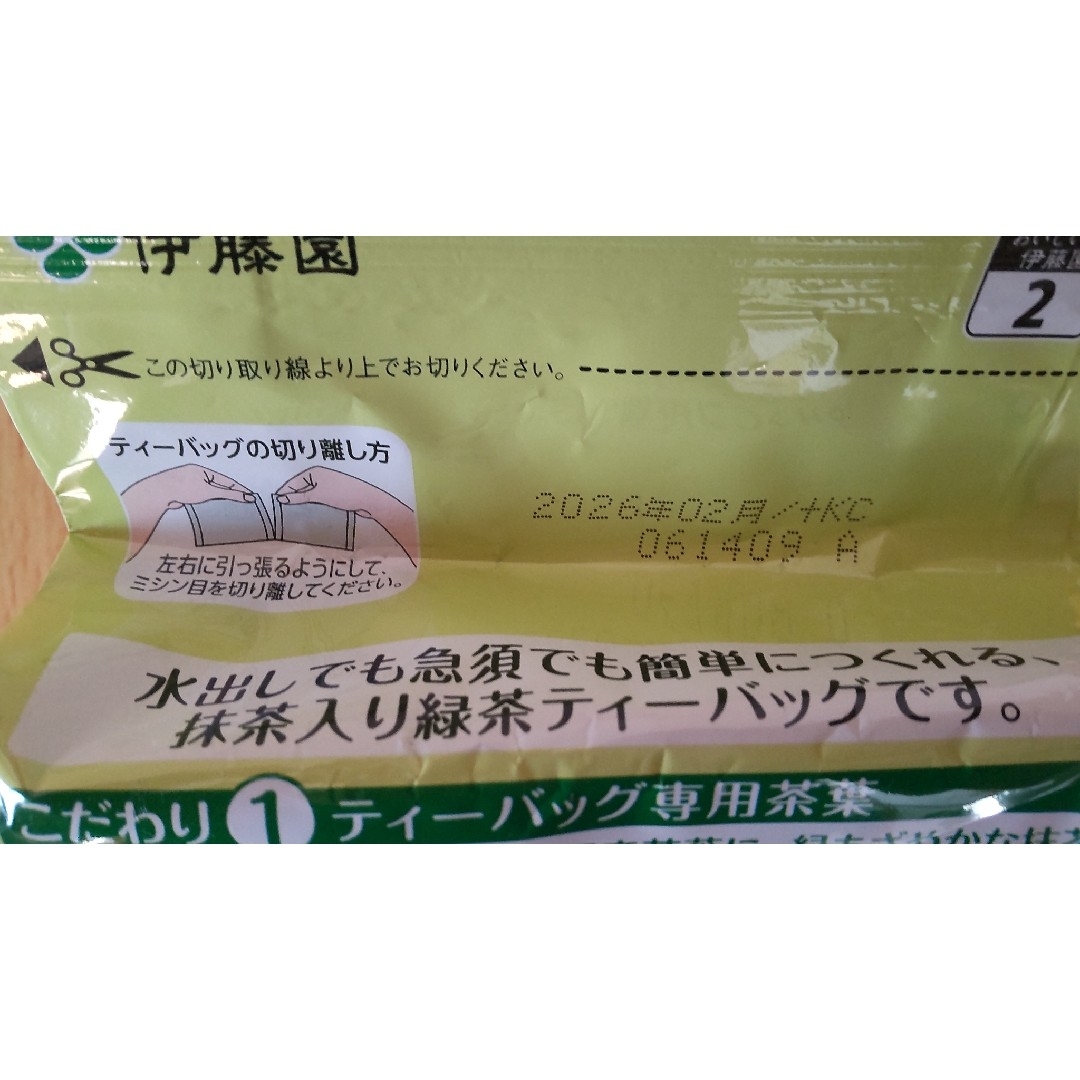 伊藤園
伊藤園
2
この切り取り線より上でお切りください。
ティーバッグの切り離し方
左右に引っ張るようにして、
ミシン目を切り離してください。
2026年02月/+KC
061409 A
水出しでも急須でも簡単につくれる、
抹茶入り緑茶ティーバッグです。
こだわり1 ティーバッグ専用茶葉